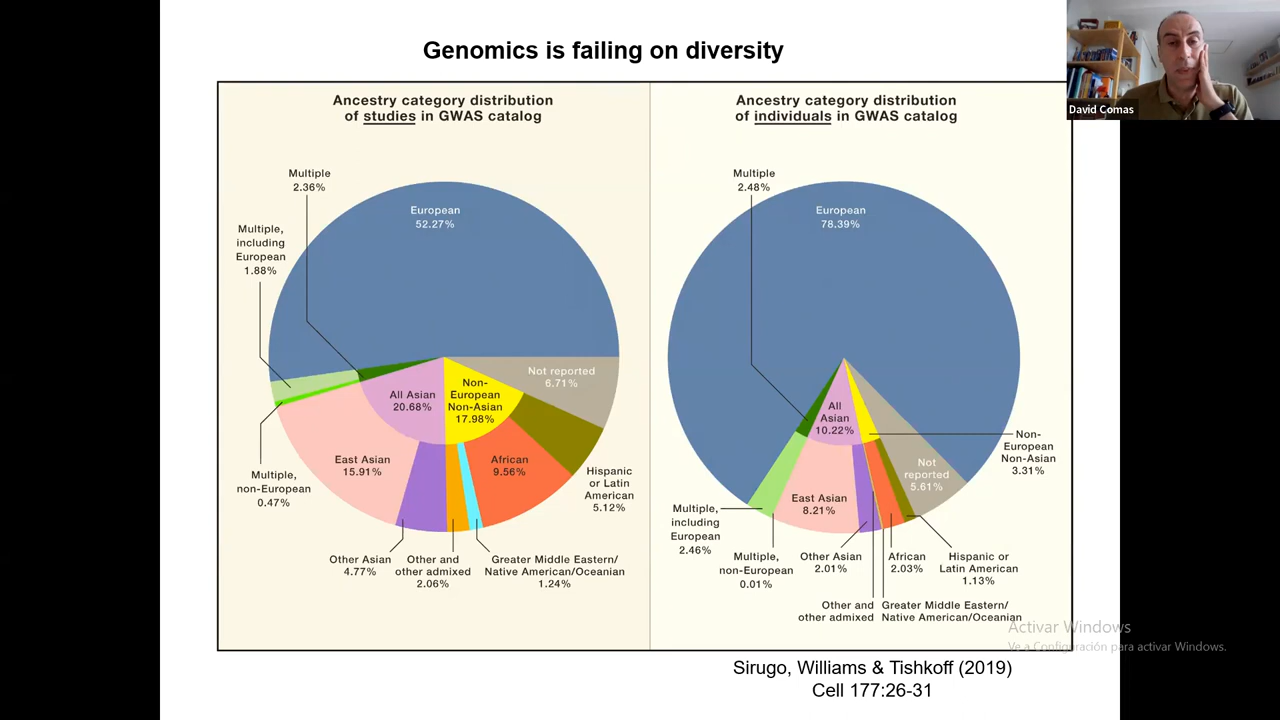 Genomics is failing on diversity
David Comas
Ancestry category distribution
of studies in GWAS catalog
Multiple
2.36%
European
52.27%
Multiple,
including
European
1.88%
Not reported
6.71%
All Asian
20.68%
Non-
European
Non-Asian
17.98%
East Asian
15.91%
African
9.56%
Multiple,
non-European
0.47%
Hispanic
or Latin
American
5.12%
Other Asian
4.77%
Other and
other admixed
2.06%
Greater Middle Eastern/
Native American/Oceanian
1.24%
Ancestry category distribution
of individuals in GWAS catalog
Multiple
2.48%
European
78.39%
All
Asian
10.22%
Non-
European
Non-Asian
3.31%
Not
reported
5.61%
East Asian
8.21%
Multiple,
including
European
2.46%
Multiple,
non-European
0.01%
Other Asian
2.01%
African
2.03%
Hispanic or
Latin American
1.13%
Other and
other admixed
Greater Middle Eastern/
Native American/Oceanian
Activar Windows
Ve a Configuración para activar Windows.
Sirugo, Williams & Tishkoff (2019)
Cell 177:26-31